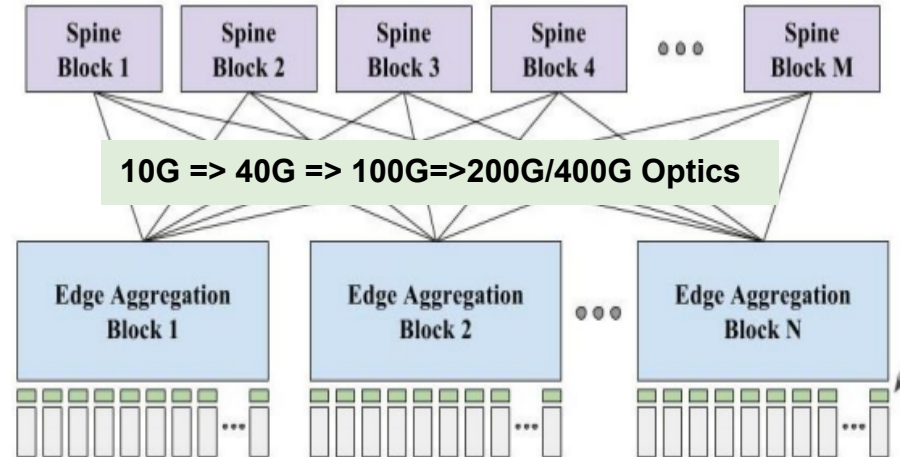 Spine
Block 1
Spine
Block 2
Spine
Block 3
Spine
Block 4
Spine
Block M
10G => 40G => 100G=>200G/400G Optics
Edge Aggregation
Block 1
Edge Aggregation
Block 2
Edge Aggregation
Block N